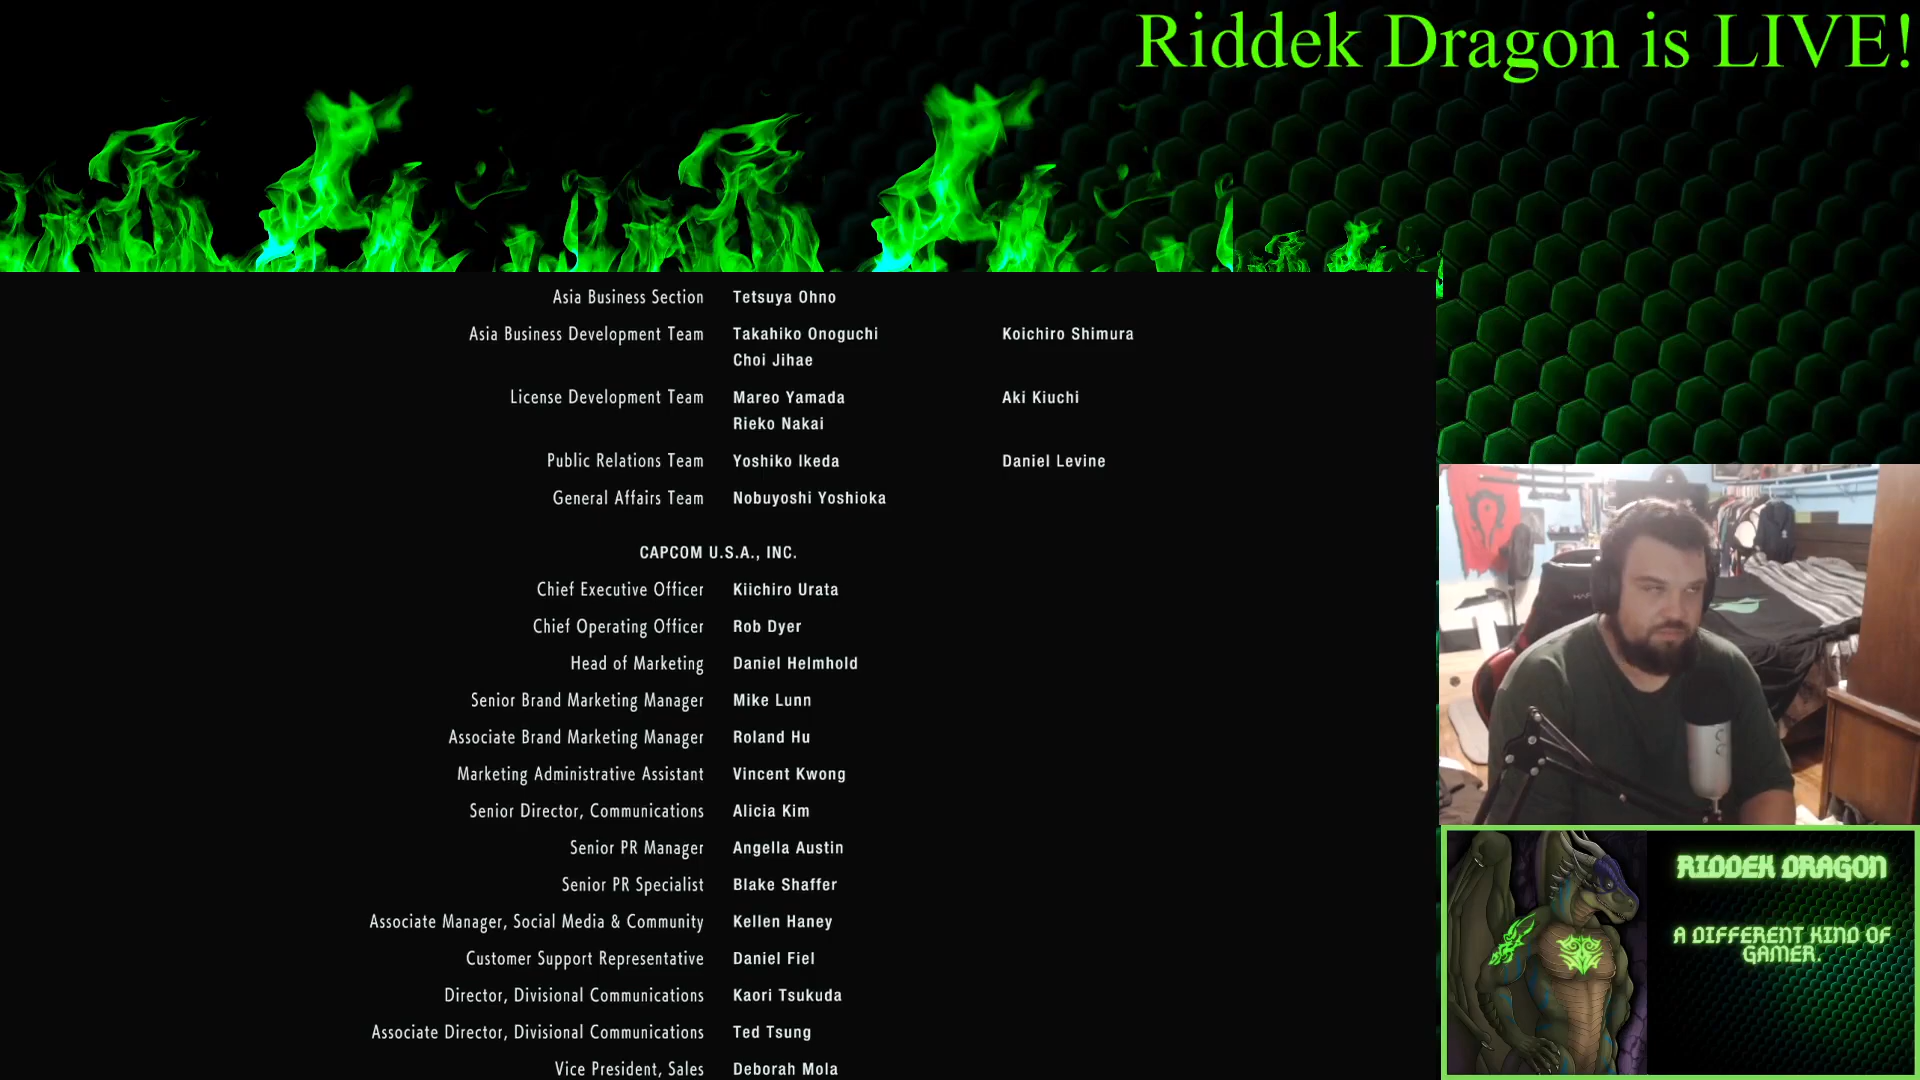 Riddek Dragon is LIVE!
Asia Business Section Tetsuya Ohno
Asia Business Development Team Takahiko Onoguchi Koichiro Shimura
Choi Jihae
License Development Team Mareo Yamada Aki Kiuchi
Rieko Nakai
Public Relations Team Yoshiko Ikeda Daniel Levine
General Affairs Team Nobuyoshi Yoshioka
CAPCOM U.S.A., INC.
Chief Executive Officer Kiichiro Urata
Chief Operating Officer Rob Dyer
Head of Marketing Daniel Helmhold
Senior Brand Marketing Manager Mike Lunn
Associate Brand Marketing Manager Roland Hu
Marketing Administrative Assistant Vincent Kwong
Senior Director, Communications Alicia Kim
Senior PR Manager Angella Austin
Senior PR Specialist Blake Shaffer
Associate Manager, Social Media & Community Kellen Haney
Customer Support Representative Daniel Fiel
Director, Divisional Communications Kaori Tsukuda
Associate Director, Divisional Communications Ted Tsung
Vice President, Sales Deborah Mola
RIDDEK DRAGON
A DIFFERENT KIND OF
GAMER.